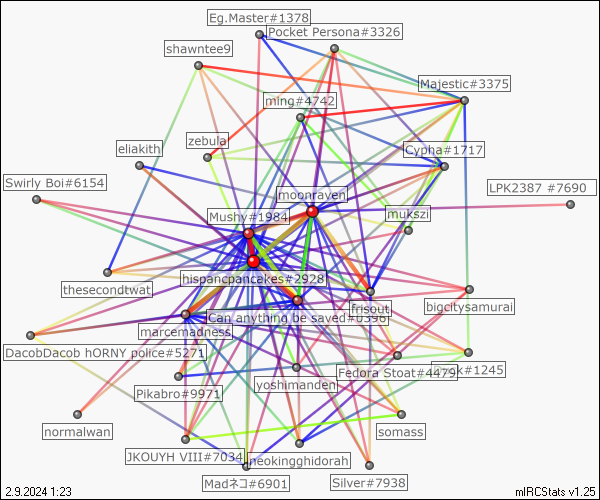 Eg.Master#1378
Pocket Persona#3326
shawntee9
Majestic#3375
ming#4742
zebula
Cypha#1717
eliakith
Swirly Boi#6154
LPK2387 #7690
moonraven
mukszi
Mushy#1984
hispancpancakes#2928
thesecondtwat
bigcitysamurai
frisout
Can anything be saved?
marcemadness
DacobDacob hORNY police#5271
#1245
Fedora Stoat#4479
yoshimanden
Pikabro#9971
normalwan
somass
JKOUYH VIII#7034
neokingghidorah
Madネコ#6901
Silver#7938
2.9.2024 1:23
mIRCStats v1.25